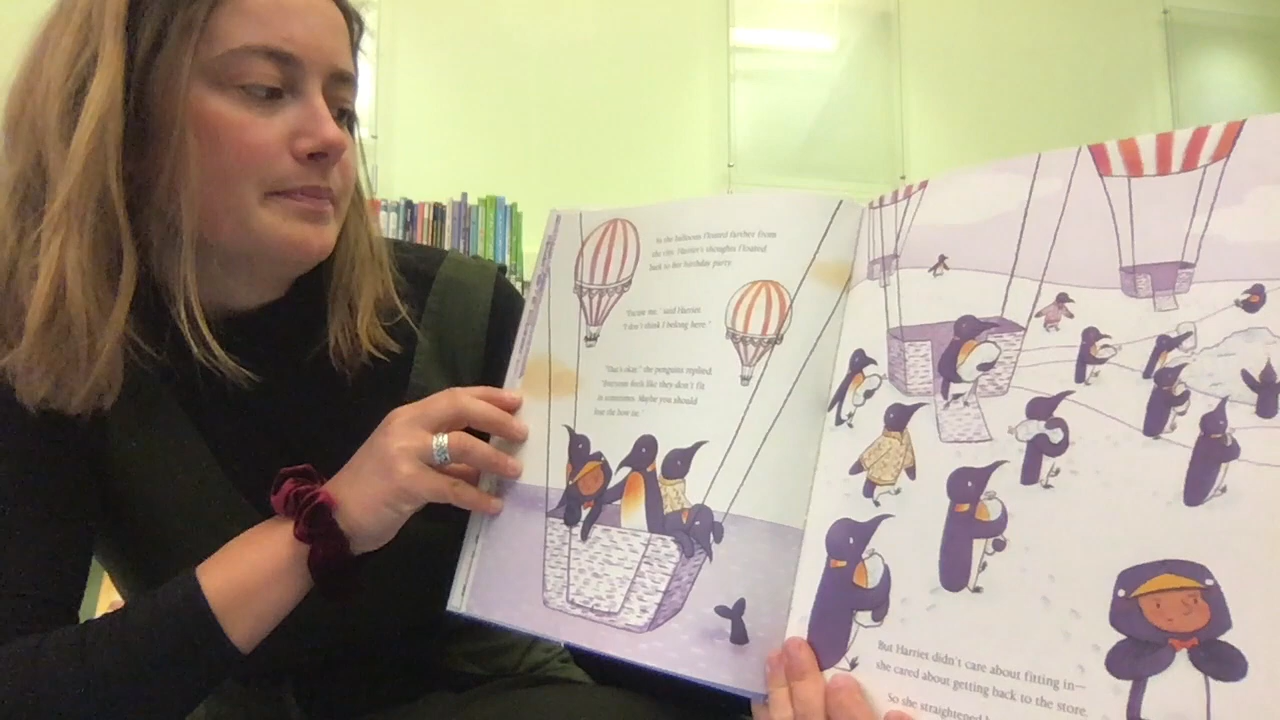 As the balloons floated farther from
the city, Harriet's thoughts floated
back to her birthday party.
"Excuse me," said Harriet.
"I don't think I belong here."
"That's okay," the penguins replied.
"Everyone feels like they don't fit
in sometimes. Maybe you should
lose the bow tie."
But Harriet didn't care about fitting in—
she cared about getting back to the store.
So she straightened